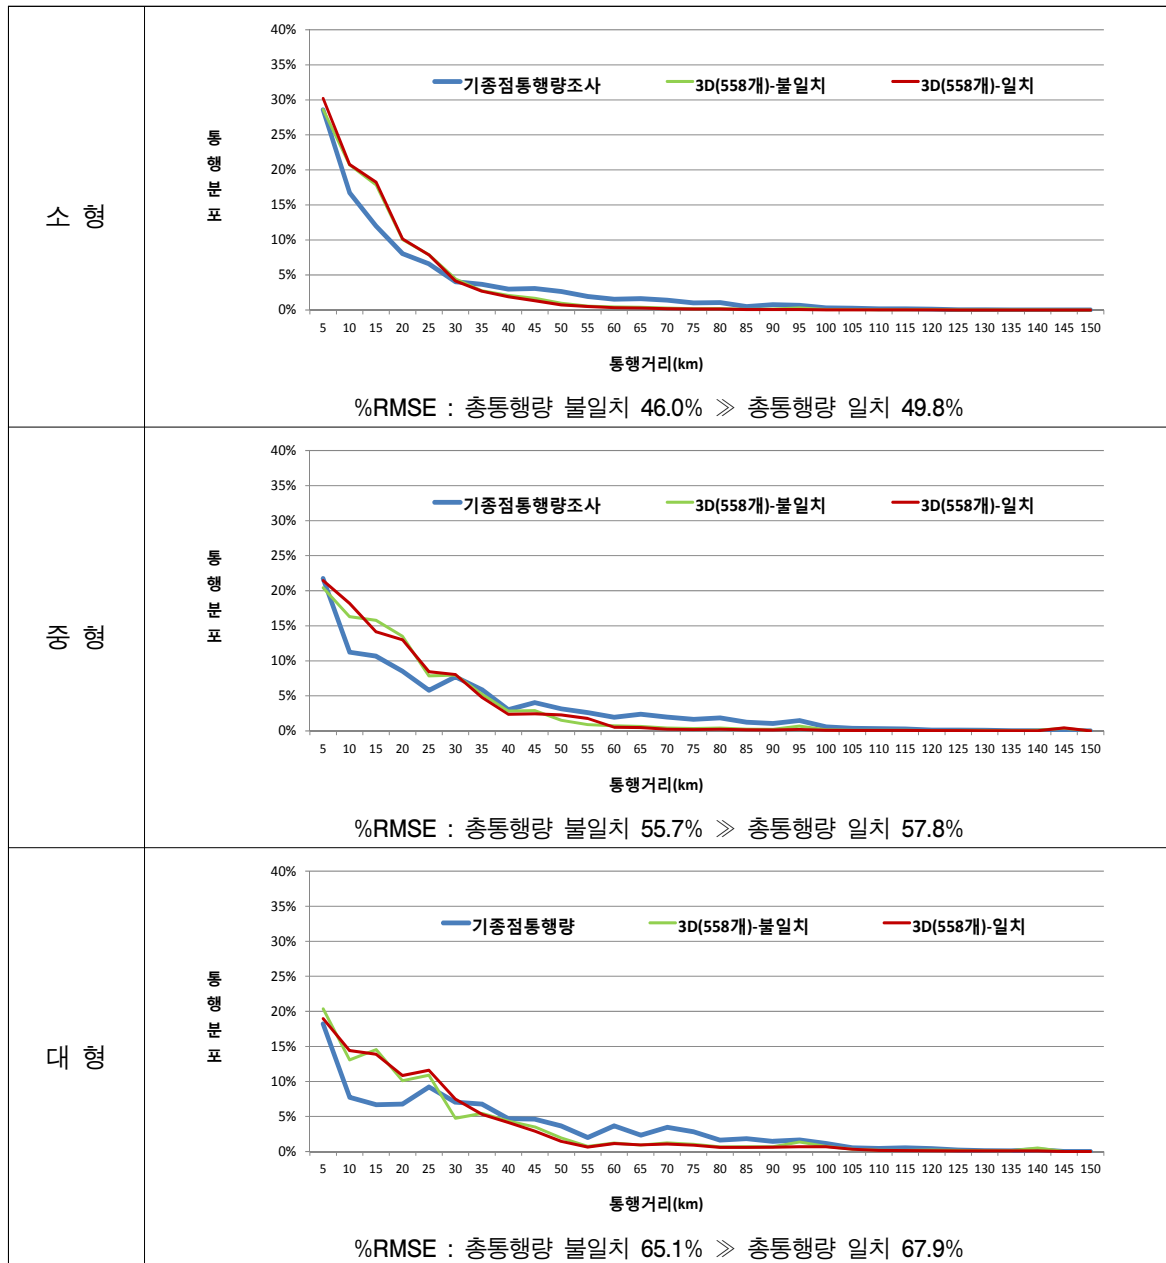 소 형
40%
35%
30%
25%
20%
15%
10%
5%
0%
통
행
분
포
기종점통행량조사 3D(558개)-불일치 3D(558개)-일치
5 10 15 20 25 30 35 40 45 50 55 60 65 70 75 80 85 90 95 100 105 110 115 120 125 130 135 140 145 150
통행거리(km)
%RMSE : 총통행량 불일치 46.0% ≫ 총통행량 일치 49.8%
중 형
40%
35%
30%
25%
20%
15%
10%
5%
0%
통
행
분
포
기종점통행량조사 3D(558개)-불일치 3D(558개)-일치
5 10 15 20 25 30 35 40 45 50 55 60 65 70 75 80 85 90 95 100 105 110 115 120 125 130 135 140 145 150
통행거리(km)
%RMSE : 총통행량 불일치 55.7% ≫ 총통행량 일치 57.8%
대 형
40%
35%
30%
25%
20%
15%
10%
5%
0%
통
행
분
포
기종점통행량 3D(558개)-불일치 3D(558개)-일치
5 10 15 20 25 30 35 40 45 50 55 60 65 70 75 80 85 90 95 100 105 110 115 120 125 130 135 140 145 150
통행거리(km)
%RMSE : 총통행량 불일치 65.1% ≫ 총통행량 일치 67.9%